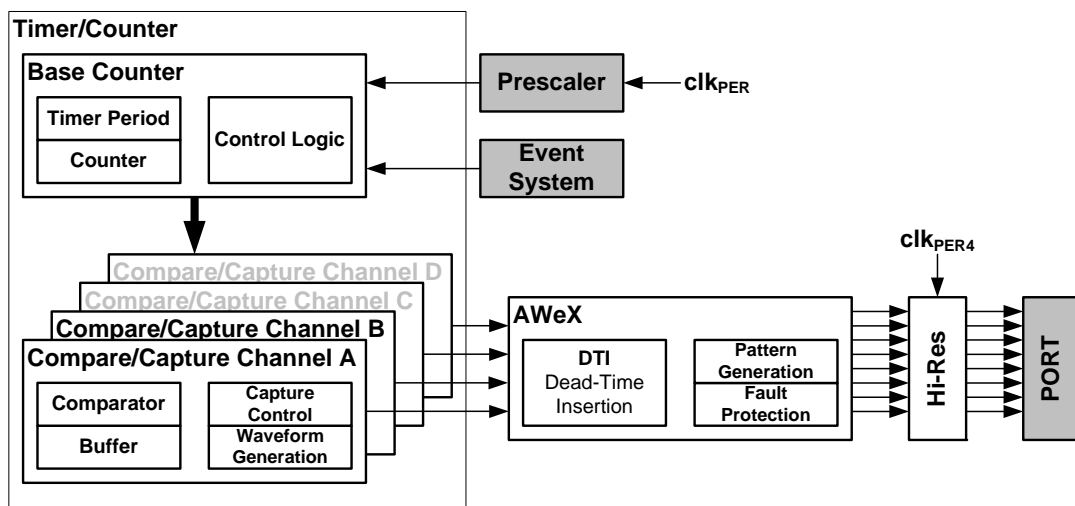 Timer/Counter
Base Counter
Timer Period
Counter
Control Logic
Prescaler
clkPER
Event
System
Compare/Capture Channel D
Compare/Capture Channel C
Compare/Capture Channel B
Compare/Capture Channel A
Comparator
Buffer
Capture
Control
Waveform
Generation
AWeX
DTI
Dead-Time
Insertion
Pattern
Generation
Fault
Protection
clkPER4
Hi-Res
PORT